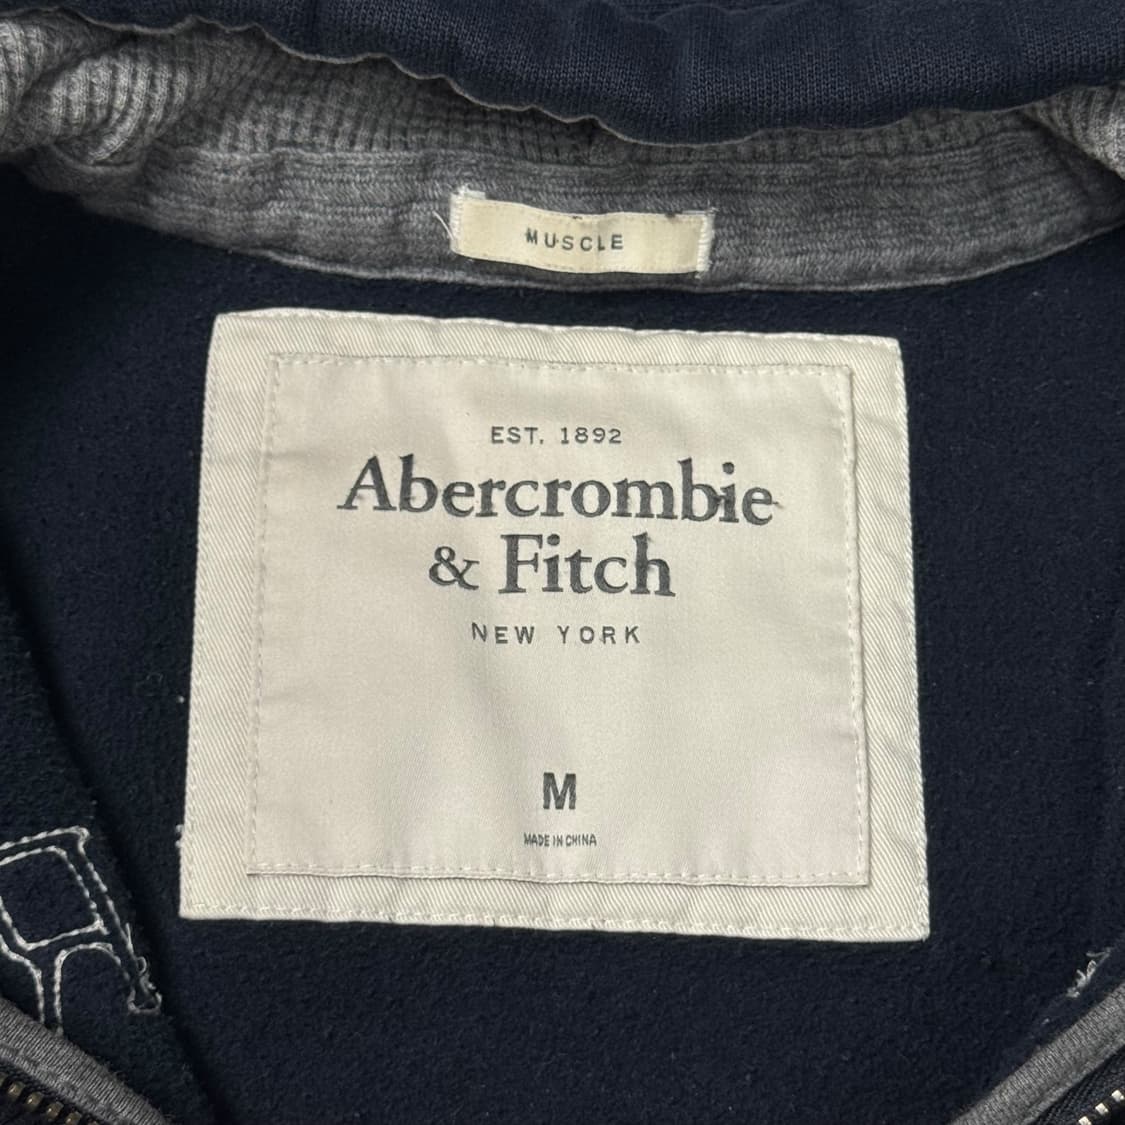 MUSCLE
EST. 1892
Abercrombie
& Fitch
NEW YORK
M
MADE IN CHINA